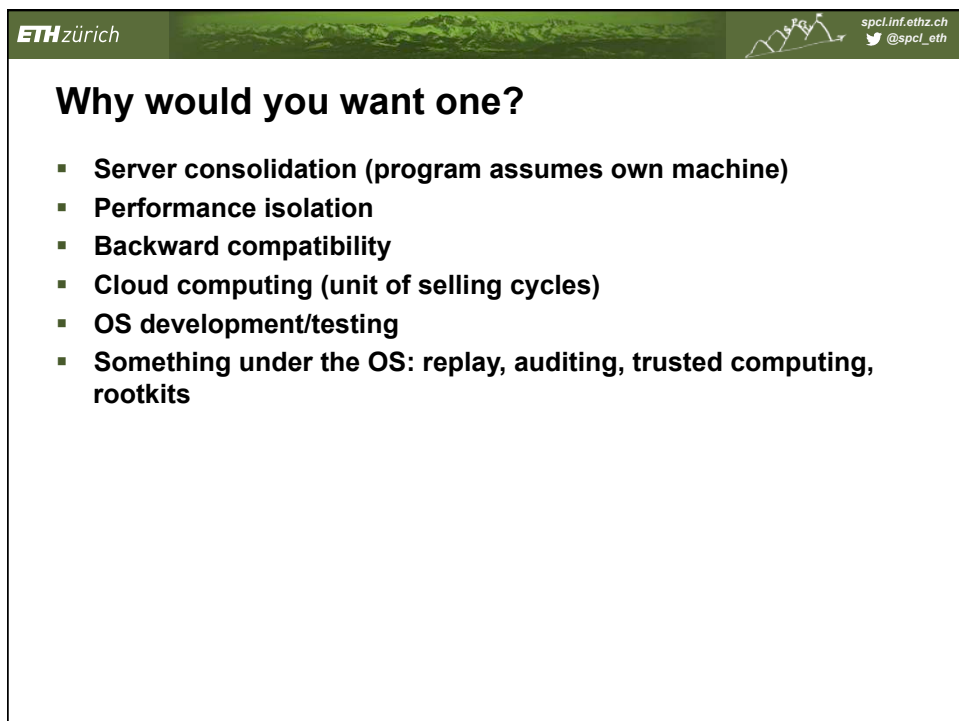 ETH zürich
spcl.inf.ethz.ch
@spcl_eth
Why would you want one?
▪ Server consolidation (program assumes own machine)
▪ Performance isolation
▪ Backward compatibility
▪ Cloud computing (unit of selling cycles)
▪ OS development/testing
▪ Something under the OS: replay, auditing, trusted computing,
rootkits